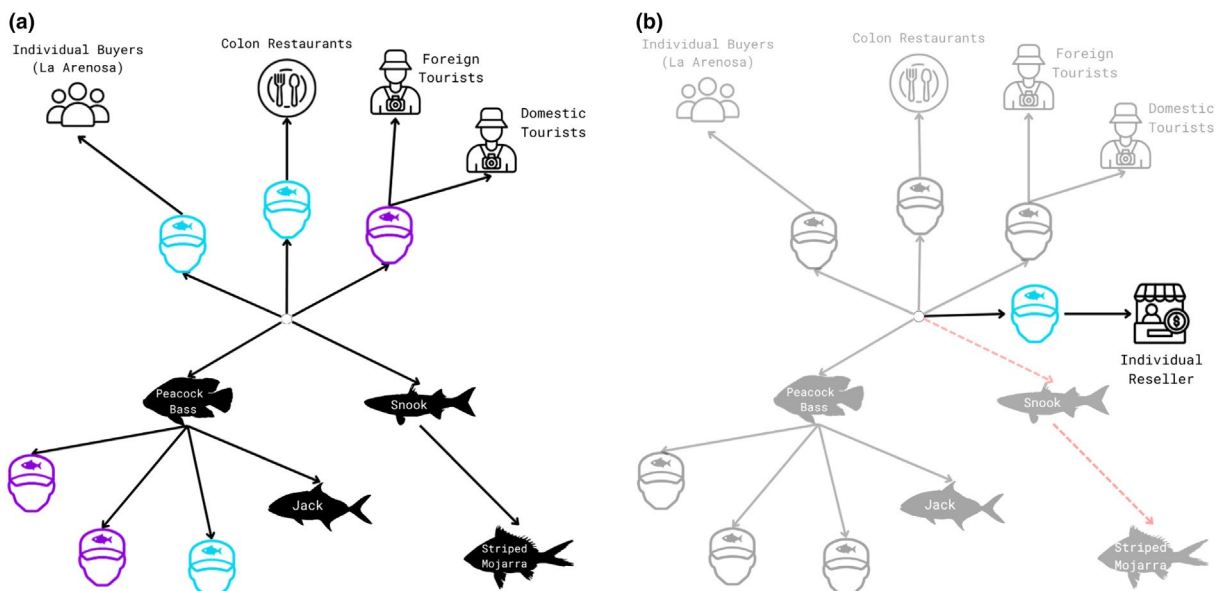 (a)
Individual Buyers
(La Arenosa)
Colon Restaurants
Foreign
Tourists
Domestic
Tourists
Peacock
Bass
Snook
Jack
Striped
Mojarra
(b)
Individual Buyers
(La Arenosa)
Colon Restaurants
Foreign
Tourists
Domestic
Tourists
$
Individual
Reseller
Peacock
Bass
Snook
Jack
Striped
Mojarra